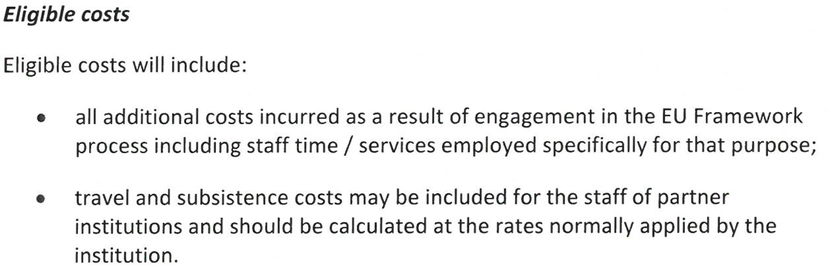 Eligible costs
Eligible costs will include:
• all additional costs incurred as a result of engagement in the EU Framework
process including staff time / services employed specifically for that purpose;
• travel and subsistence costs may be included for the staff of partner
institutions and should be calculated at the rates normally applied by the
institution.